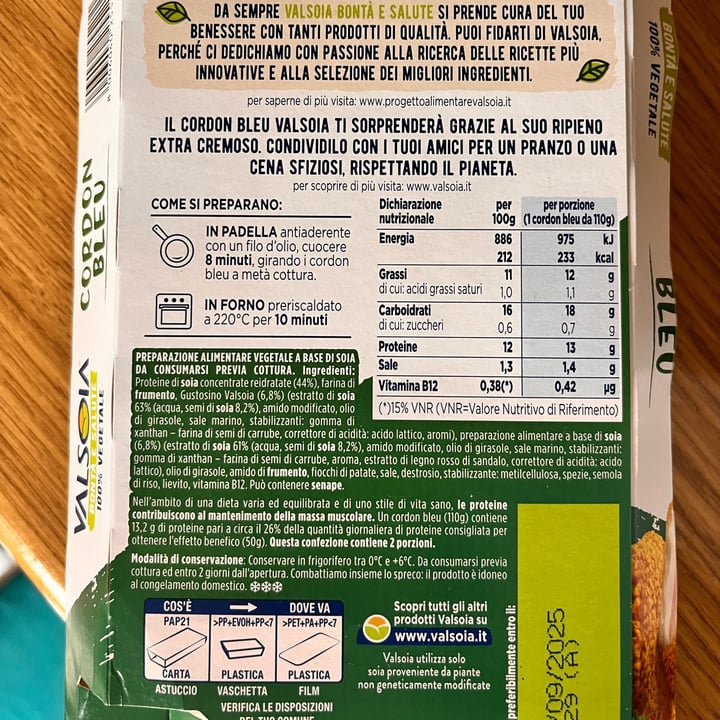 DA SEMPRE VALSOIA BONTÀ E SALUTE SI PRENDE CURA DEL TUO
BENESSERE CON TANTI PRODOTTI DI QUALITÀ. PUOI FIDARTI DI VALSOIA,
PERCHÉ CI DEDICHIAMO CON PASSIONE ALLA RICERCA DELLE RICETTE PIÙ
INNOVATIVE E ALLA SELEZIONE DEI MIGLIORI INGREDIENTI.
per saperne di più visita: www.progettoalimentarevalsoia.it
IL CORDON BLEU VALSOIA TI SORPRENDERÀ GRAZIE AL SUO RIPIENO
EXTRA CREMOSO. CONDIVIDILO CON I TUOI AMICI PER UN PRANZO O UNA
CENA SFIZIOSI, RISPETTANDO IL PIANETA.
per scoprire di più visita: www.valsoia.it
COME SI PREPARANO:
IN PADELLA antiaderente
con un filo d'olio, cuocere
8 minuti, girando i cordon
bleu a metà cottura.
IN FORNO preriscaldato
a 220°C per 10 minuti
Dichiarazione nutrizionale per 100g per porzione (1 cordon bleu da 110g)
Energia 886 975 kJ
212 233 kcal
Grassi 11 12 g
di cui: acidi grassi saturi 1,0 1,1 g
Carboidrati 16 18 g
di cui: zuccheri 0,6 0,7 g
Proteine 12 13 g
Sale 1,3 1,4 g
Vitamina B12 0,38(*) 0,42 µg
(*)15% VNR (VNR=Valore Nutritivo di Riferimento)
PREPARAZIONE ALIMENTARE VEGETALE A BASE DI SOIA
DA CONSUMARSI PREVIA COTTURA. Ingredienti:
Proteine di soia concentrate reidratate (44%), farina di
frumento, Gustosino Valsoia (6,8%) (estratto di soia
63% (acqua, semi di soia 8,2%), amido modificato, olio
di girasole, sale marino, stabilizzanti: gomma di
xanthan – farina di semi di carrube, correttore di acidità: acido lattico, aromi), preparazione alimentare a base di soia
(6,8%) (estratto di soia 61% (acqua, semi di soia 8,2%), amido modificato, olio di girasole, sale marino, stabilizzanti:
gomma di xanthan – farina di semi di carrube, aroma, estratto di legno rosso di sandalo, correttore di acidità: acido
lattico), olio di girasole, amido di frumento, fiocchi di patate, sale, destrosio, stabilizzante: metilcellulosa, spezie, semola
di riso, lievito, vitamina B12. Può contenere senape.
Nell'ambito di una dieta varia ed equilibrata e di uno stile di vita sano, le proteine
contribuiscono al mantenimento della massa muscolare. Un cordon bleu (110g) contiene
13,2 g di proteine pari a circa il 26% della quantità giornaliera di proteine consigliata per
ottenere l'effetto benefico (50g). Questa confezione contiene 2 porzioni.
Modalità di conservazione: Conservare in frigorifero tra 0°C e +6°C. Da consumarsi previa
cottura ed entro 2 giorni dall'apertura. Combattiamo insieme lo spreco: il prodotto è idoneo
al congelamento domestico.
COS'È DOVE VA
PAP21 >PP+EVOH+PP<7 >PET+PA+PP<7
CARTA PLASTICA PLASTICA
ASTUCCIO VASCHETTA FILM
VERIFICA LE DISPOSIZIONI
DEL TUO COMUNE
Scopri tutti gli altri
prodotti Valsoia su
www.valsoia.it
Valsoia utilizza solo
soia proveniente da piante
non geneticamente modificate
preferibilmente entro il:
/09/2025
29 (A)
CORDON
BLEU
VALSOIA
BONTÀ E SALUTE
100% VEGETALE
BONTÀ E SALUTE
100% VEGETALE
BLEU